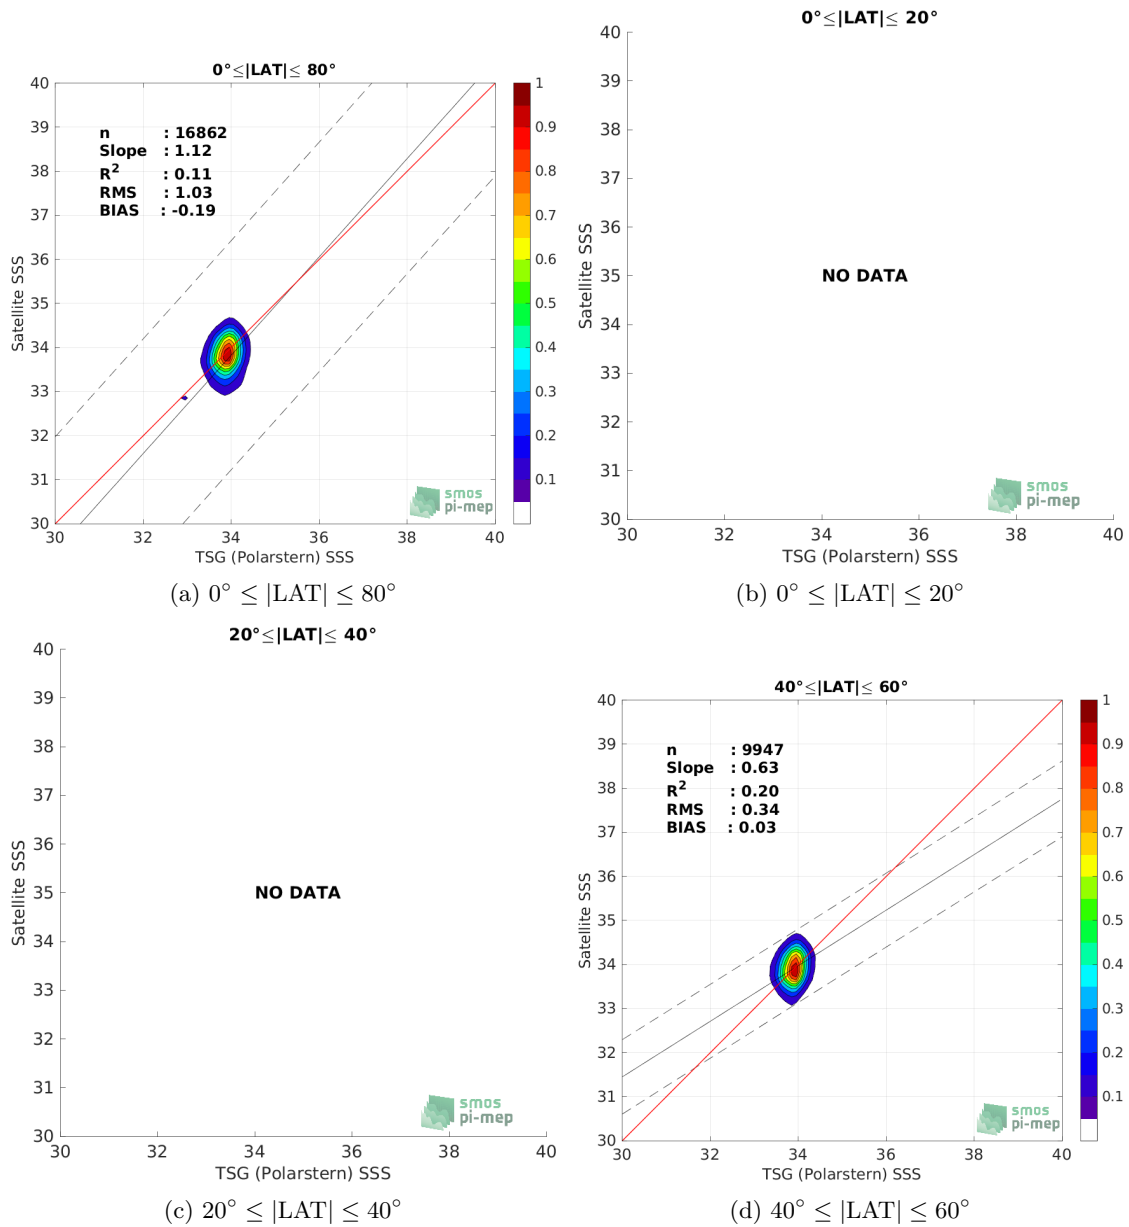 0°≤|LAT|≤ 80°
40
39
38
37
36
35
34
33
32
31
30
30
32
34
36
38
40
Satellite SSS
TSG (Polarstern) SSS
n : 16862
Slope : 1.12
R² : 0.11
RMS : 1.03
BIAS : -0.19
1
0.9
0.8
0.7
0.6
0.5
0.4
0.3
0.2
0.1
smos
pi-mep
(a) 0° ≤ |LAT| ≤ 80°
0°≤|LAT|≤ 20°
40
39
38
37
36
35
34
33
32
31
30
30
32
34
36
38
40
Satellite SSS
TSG (Polarstern) SSS
NO DATA
smos
pi-mep
(b) 0° ≤ |LAT| ≤ 20°
20°≤|LAT|≤ 40°
40
39
38
37
36
35
34
33
32
31
30
30
32
34
36
38
40
Satellite SSS
TSG (Polarstern) SSS
NO DATA
smos
pi-mep
(c) 20° ≤ |LAT| ≤ 40°
40°≤|LAT|≤ 60°
40
39
38
37
36
35
34
33
32
31
30
30
32
34
36
38
40
Satellite SSS
TSG (Polarstern) SSS
n : 9947
Slope : 0.63
R² : 0.20
RMS : 0.34
BIAS : 0.03
1
0.9
0.8
0.7
0.6
0.5
0.4
0.3
0.2
0.1
smos
pi-mep
(d) 40° ≤ |LAT| ≤ 60°